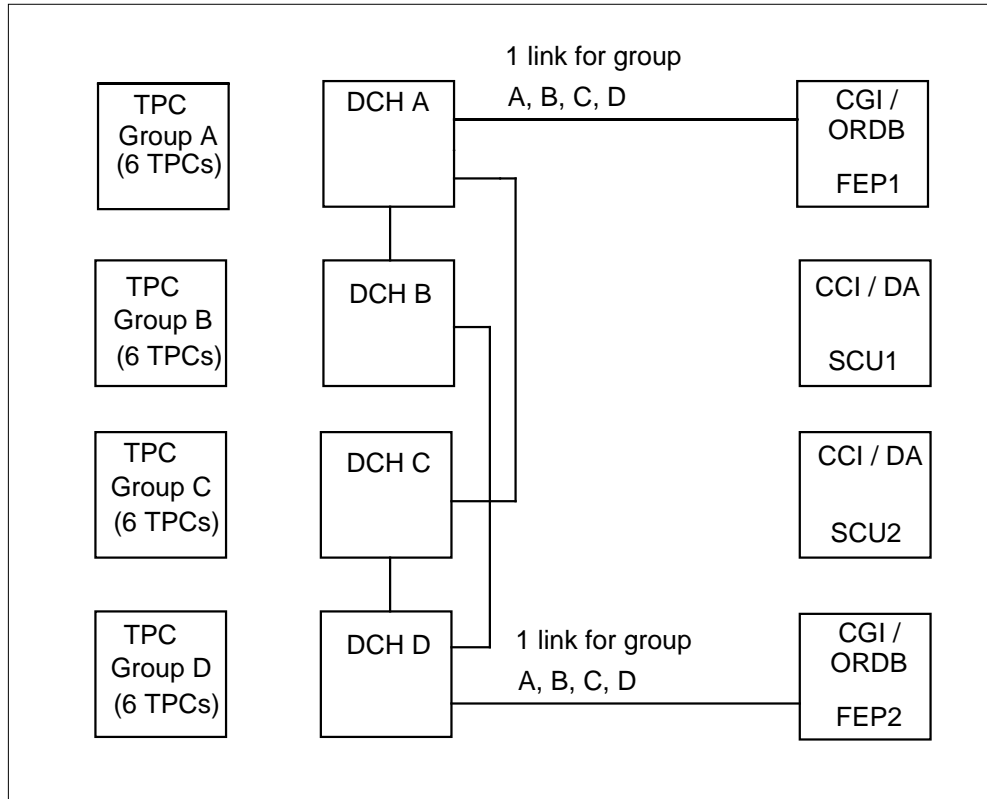 1 link for group
A, B, C, D
TPC
Group A
(6 TPCs)
DCH A
CGI /
ORDB
FEP1
TPC
Group B
(6 TPCs)
DCH B
CCI / DA
SCU1
TPC
Group C
(6 TPCs)
DCH C
CCI / DA
SCU2
TPC
Group D
(6 TPCs)
DCH D
1 link for group
A, B, C, D
CGI /
ORDB
FEP2